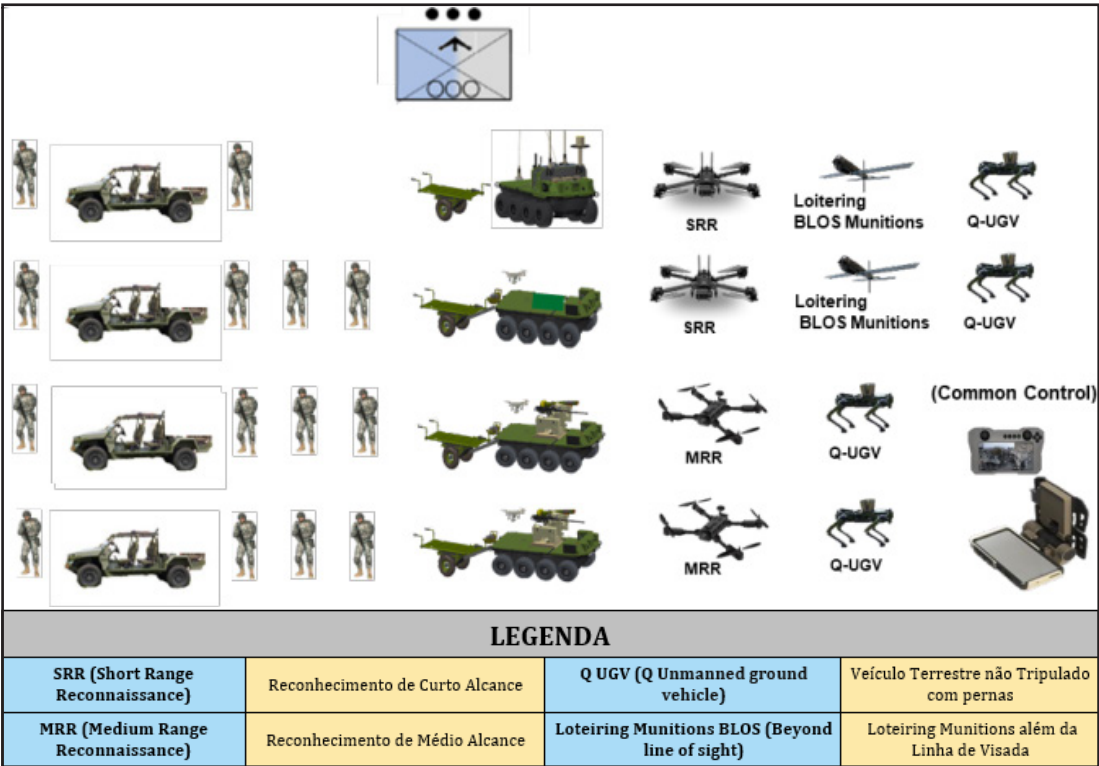 SRR
Loitering
BLOS Munitions
Q-UGV
SRR
Loitering
BLOS Munitions
Q-UGV
MRR
Q-UGV
(Common Control)
MRR
Q-UGV
LEGENDA
SRR (Short Range
Reconnaissance)
Reconhecimento de Curto Alcance
Q UGV (Q Unmanned ground
vehicle)
Veículo Terrestre não Tripulado
com pernas
MRR (Medium Range
Reconnaissance)
Reconhecimento de Médio Alcance
Loteiring Munitions BLOS (Beyond
line of sight)
Loteiring Munitions além da
Linha de Visada